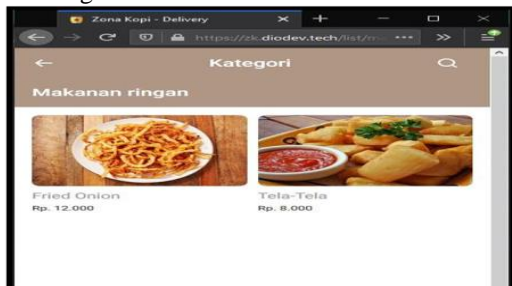 Zona Kopi - Delivery
https://zk.diodev.tech/list/m
Kategori
Makanan ringan
Fried Onion
Tela-Tela
Rp. 12.000
Rp. 8.000